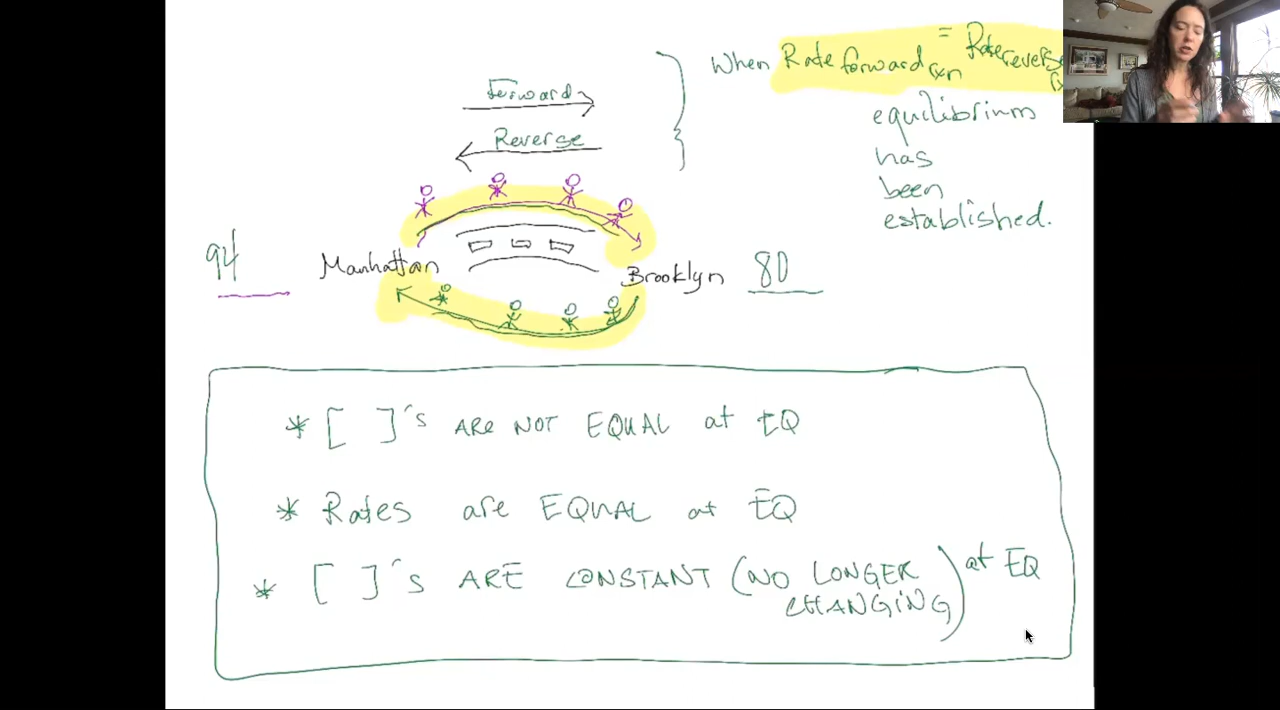 When Rate forward rxn = Rate reverse
equilibrium
has
been
established.
Forward
Reverse
94
Manhattan
Brooklyn
80
* [ ]'s ARE NOT EQUAL at EQ
* Rates are EQUAL at EQ
* [ ]'s ARE CONSTANT (NO LONGER CHANGING) at EQ